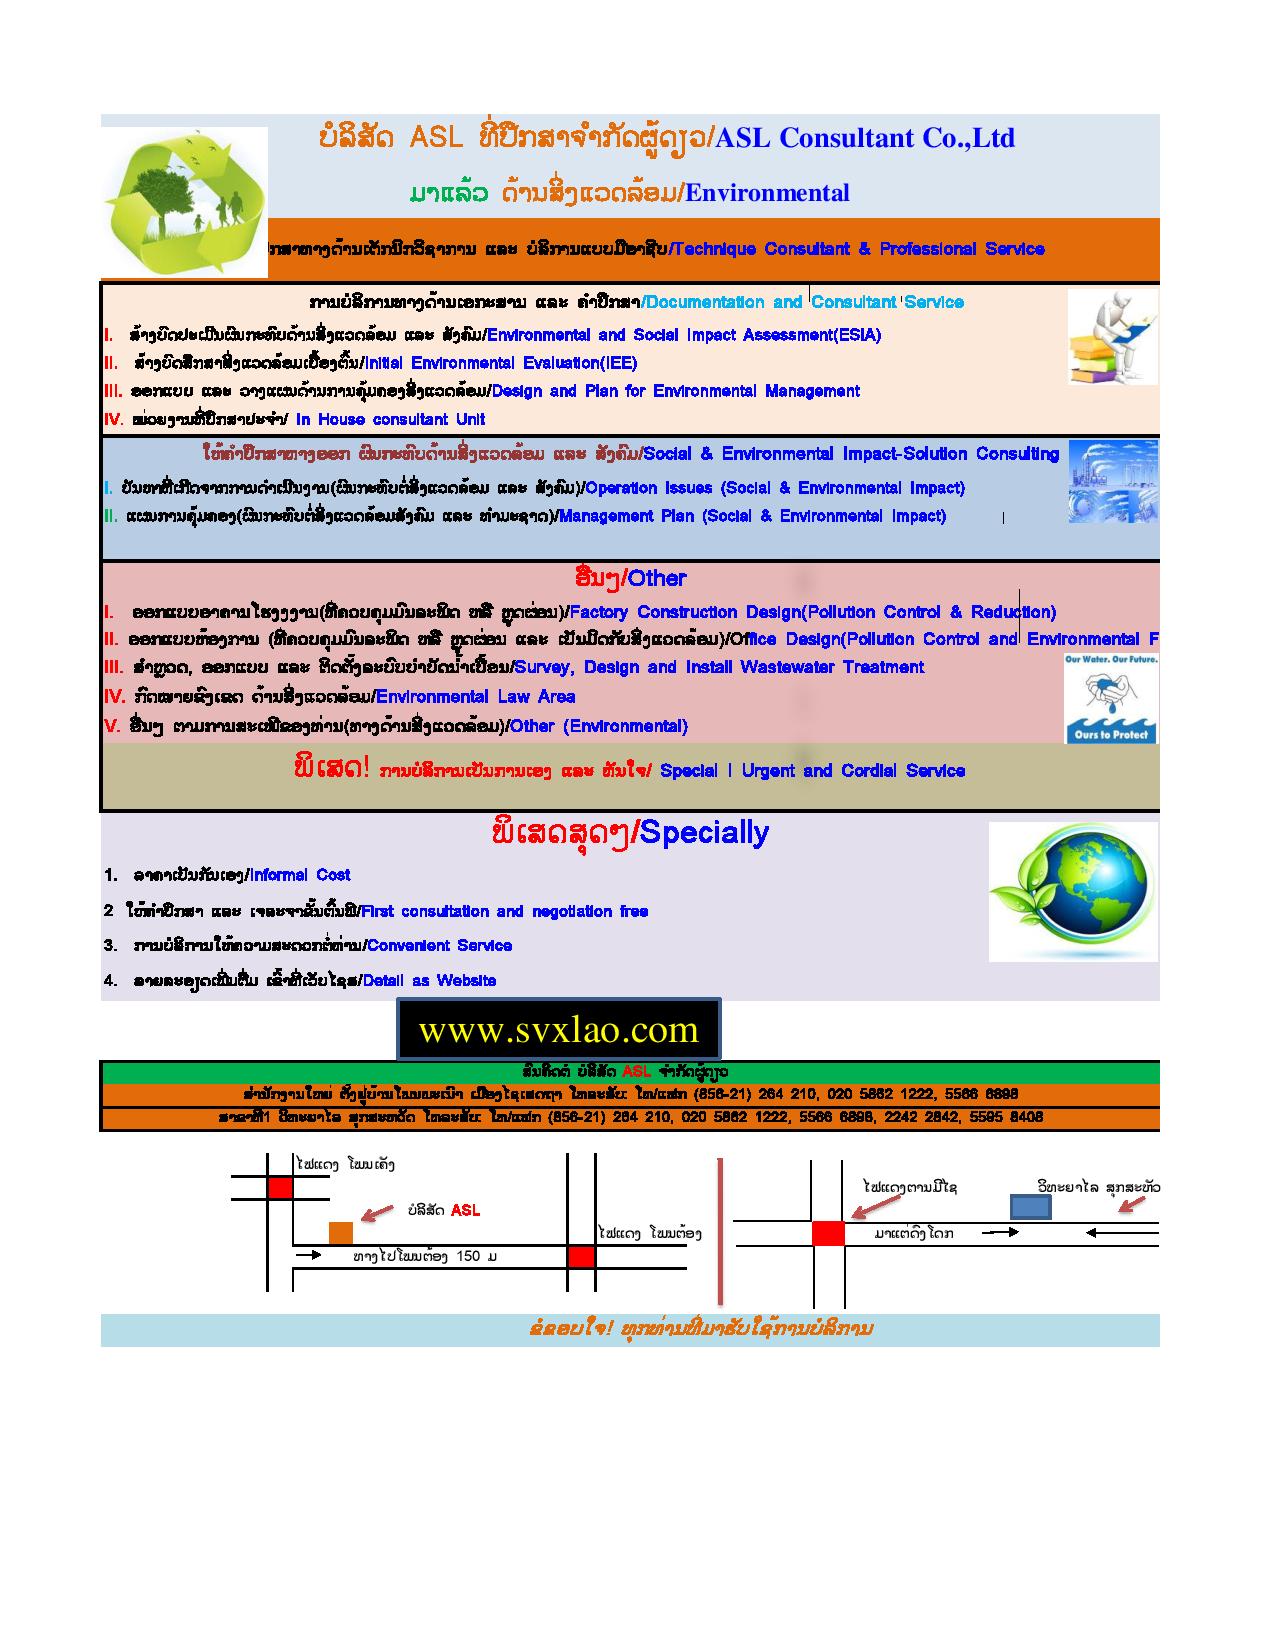 ບໍລິສັດ ASL ທີ່ປຶກສາຈຳກັດຜູ້ດຽວ/ASL Consultant Co.,Ltd
ມາແລ້ວ ດ້ານສິ່ງແວດລ້ອມ/Environmental
ກສາທາງດ້ານເຕັກນິກວິຊາການ ແລະ ບໍລິການແບບມືອາຊີບ/Technique Consultant & Professional Service
ການບໍລິການທາງດ້ານເອກະສານ ແລະ ຄຳປຶກສາ/Documentation and Consultant Service
I. ສ້າງບົດປະເມີນຜົນກະທົບດ້ານສິ່ງແວດລ້ອມ ແລະ ສັງຄົມ/Environmental and Social Impact Assessment(ESIA)
II. ສ້າງບົດສຶກສາສິ່ງແວດລ້ອມເບື້ອງຕົ້ນ/Initial Environmental Evaluation(IEE)
III. ອອກແບບ ແລະ ວາງແຜນດ້ານການຄຸ້ມຄອງສິ່ງແວດລ້ອມ/Design and Plan for Environmental Management
IV. ໜ່ວຍງານທີ່ປຶກສາປະຈຳ/ In House consultant Unit
ໃຫ້ຄຳປຶກສາຫາທາງອອກ ຜົນກະທົບດ້ານສິ່ງແວດລ້ອມ ແລະ ສັງຄົມ/Social & Environmental Impact-Solution Consulting
I. ບັນຫາທີ່ເກີດຈາກການດຳເນີນງານ(ຜົນກະທົບຕໍ່ສິ່ງແວດລ້ອມ ແລະ ສັງຄົມ)/Operation Issues (Social & Environmental Impact)
II. ແຜນການຄຸ້ມຄອງ(ຜົນກະທົບຕໍ່ສິ່ງແວດລ້ອມສັງຄົມ ແລະ ທຳມະຊາດ)/Management Plan (Social & Environmental Impact)
ອື່ນໆ/Other
I. ອອກແບບອາຄານໂຮງງງານ(ທີ່ຄວບຄຸມມົນລະພິດ ຫລື ຫຼຸດຜ່ອນ)/Factory Construction Design(Pollution Control & Reduction)
II. ອອກແບບຫ້ອງການ (ທີ່ຄວບຄຸມມົນລະພິດ ຫລື ຫຼຸດຜ່ອນ ແລະ ເປັນມິດກັບສິ່ງແວດລ້ອມ)/Office Design(Pollution Control and Environmental F
III. ສຳຫຼວດ, ອອກແບບ ແລະ ຕິດຕັ້ງລະບົບບຳບັດນ້ຳເປື້ອນ/Survey, Design and Install Wastewater Treatment
Our Water. Our Future.
IV. ກົດໝາຍຂົງເຂດ ດ້ານສິ່ງແວດລ້ອມ/Environmental Law Area
V. ອື່ນໆ ຕາມການສະເໜີຂອງທ່ານ(ທາງດ້ານສິ່ງແວດລ້ອມ)/Other (Environmental)
Ours to Protect
ພິເສດ! ການບໍລິການເປັນການເອງ ແລະ ທັນໃຈ/ Special I Urgent and Cordial Service
ພິເສດສຸດໆ/Specially
1. ລາຄາເປັນກັນເອງ/Informal Cost
2 ໃຫ້ຄຳປຶກສາ ແລະ ເຈລະຈາຂັ້ນຕົ້ນຟີ/First consultation and negotiation free
3. ການບໍລິການໃຫ້ຄວາມສະດວກຕໍ່ທ່ານ/Convenient Service
4. ລາຍລະອຽດເພີ່ມຕື່ມ ເຂົ້າທີ່ເວັບໄຊສ/Detail as Website
www.svxlao.com
ສົນຕິດຕໍ່ ບໍລິສັດ ASL ຈຳກັດຜູ້ດຽວ
ສຳນັກງານໃຫຍ່ ຕັ້ງຢູ່ບ້ານໂພນພະເນົາ ເມືອງໄຊເສດຖາ ໂທລະສັບ: ໂທ/ແຟກ (856-21) 264 210, 020 5862 1222, 5566 6898
ສາຂາທີ1 ວິທະຍາໄລ ສຸກສະຫວັດ ໂທລະສັບ: ໂທ/ແຟກ (856-21) 264 210, 020 5862 1222, 5566 6898, 2242 2842, 5595 8408
ໄຟແດງ ໂພນເຄັງ
ບໍລິສັດ ASL
ໄຟແດງ ໂພນຕ້ອງ
ທາງໄປໂພນຕ້ອງ 150 ມ
ໄຟແດງຕານມີໄຊ
ວິທະຍາໄລ ສຸກສະຫັວ
ມາແຕ່ດົງໂດກ
ຂໍຂອບໃຈ! ທຸກທ່ານທີ່ມາຮັບໃຊ້ການບໍລິການ